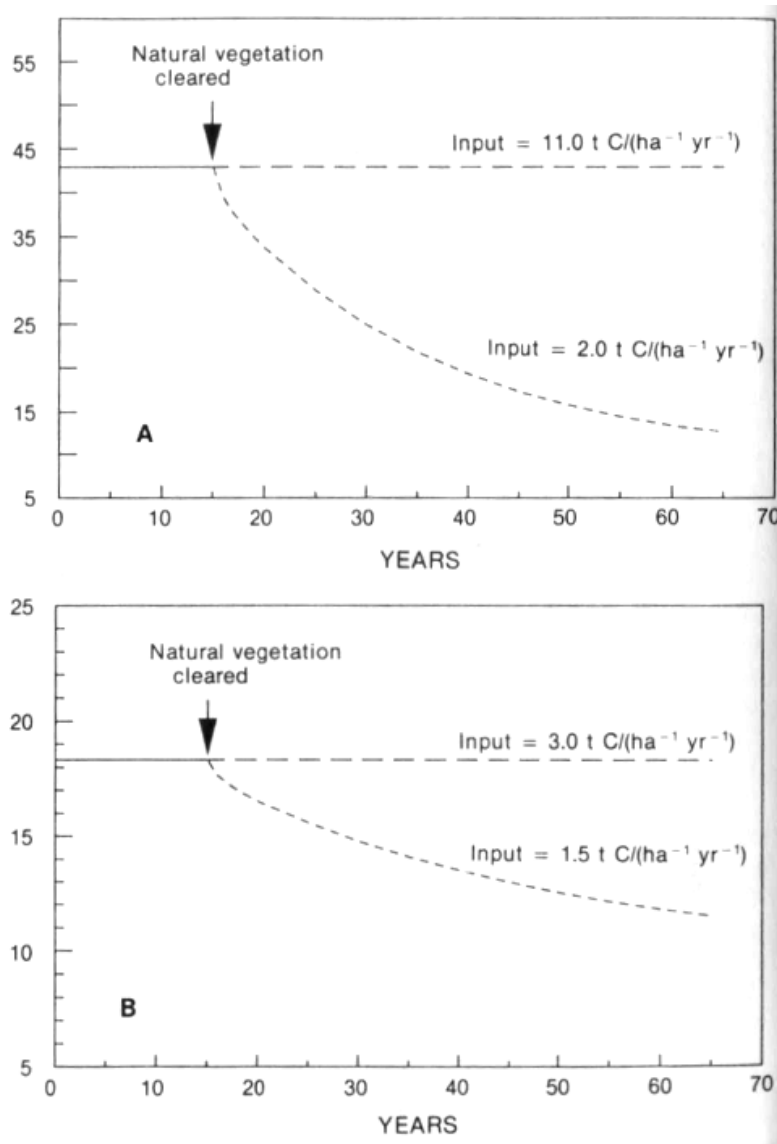 55
Natural vegetation
cleared
45
Input = 11.0 t C/(ha⁻¹ yr⁻¹)
35
25
Input = 2.0 t C/(ha⁻¹ yr⁻¹)
15
A
5
0 10 20 30 40 50 60 70
YEARS
25
Natural vegetation
cleared
20
Input = 3.0 t C/(ha⁻¹ yr⁻¹)
15
Input = 1.5 t C/(ha⁻¹ yr⁻¹)
10
B
5
0 10 20 30 40 50 60 70
YEARS